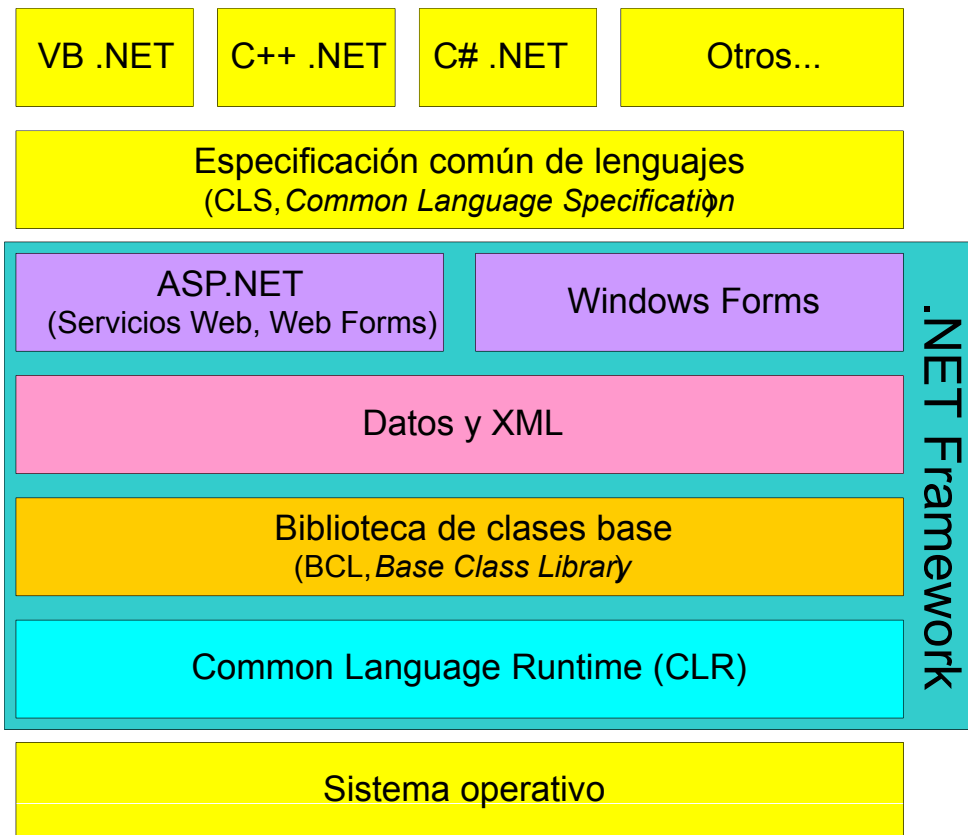 VB .NET
C++ .NET
C# .NET
Otros...
Especificación común de lenguajes
(CLS, Common Language Specification)
ASP.NET
(Servicios Web, Web Forms)
Windows Forms
Datos y XML
Biblioteca de clases base
(BCL, Base Class Library)
Common Language Runtime (CLR)
.NET Framework
Sistema operativo